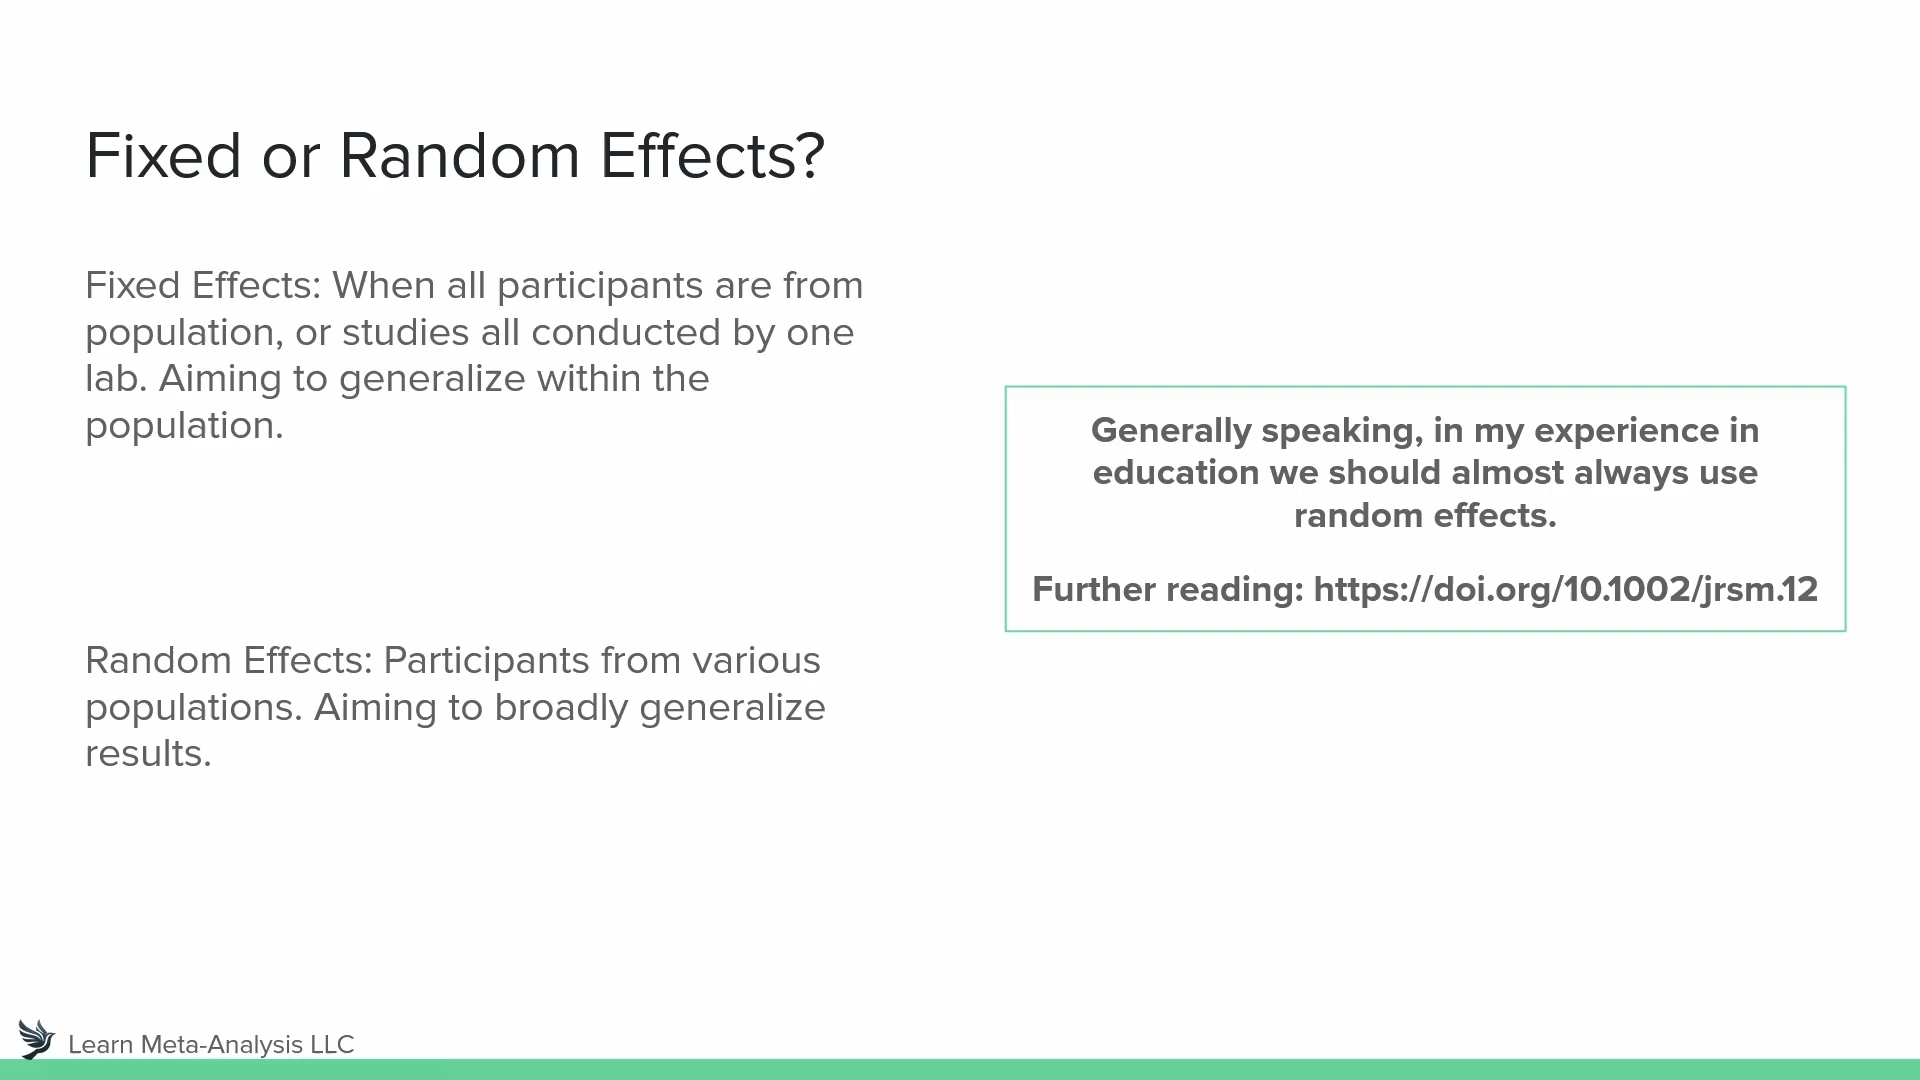 Fixed or Random Effects?
Fixed Effects: When all participants are from
population, or studies all conducted by one
lab. Aiming to generalize within the
population.
Random Effects: Participants from various
populations. Aiming to broadly generalize
results.
Generally speaking, in my experience in
education we should almost always use
random effects.
Further reading: https://doi.org/10.1002/jrsm.12
Learn Meta-Analysis LLC